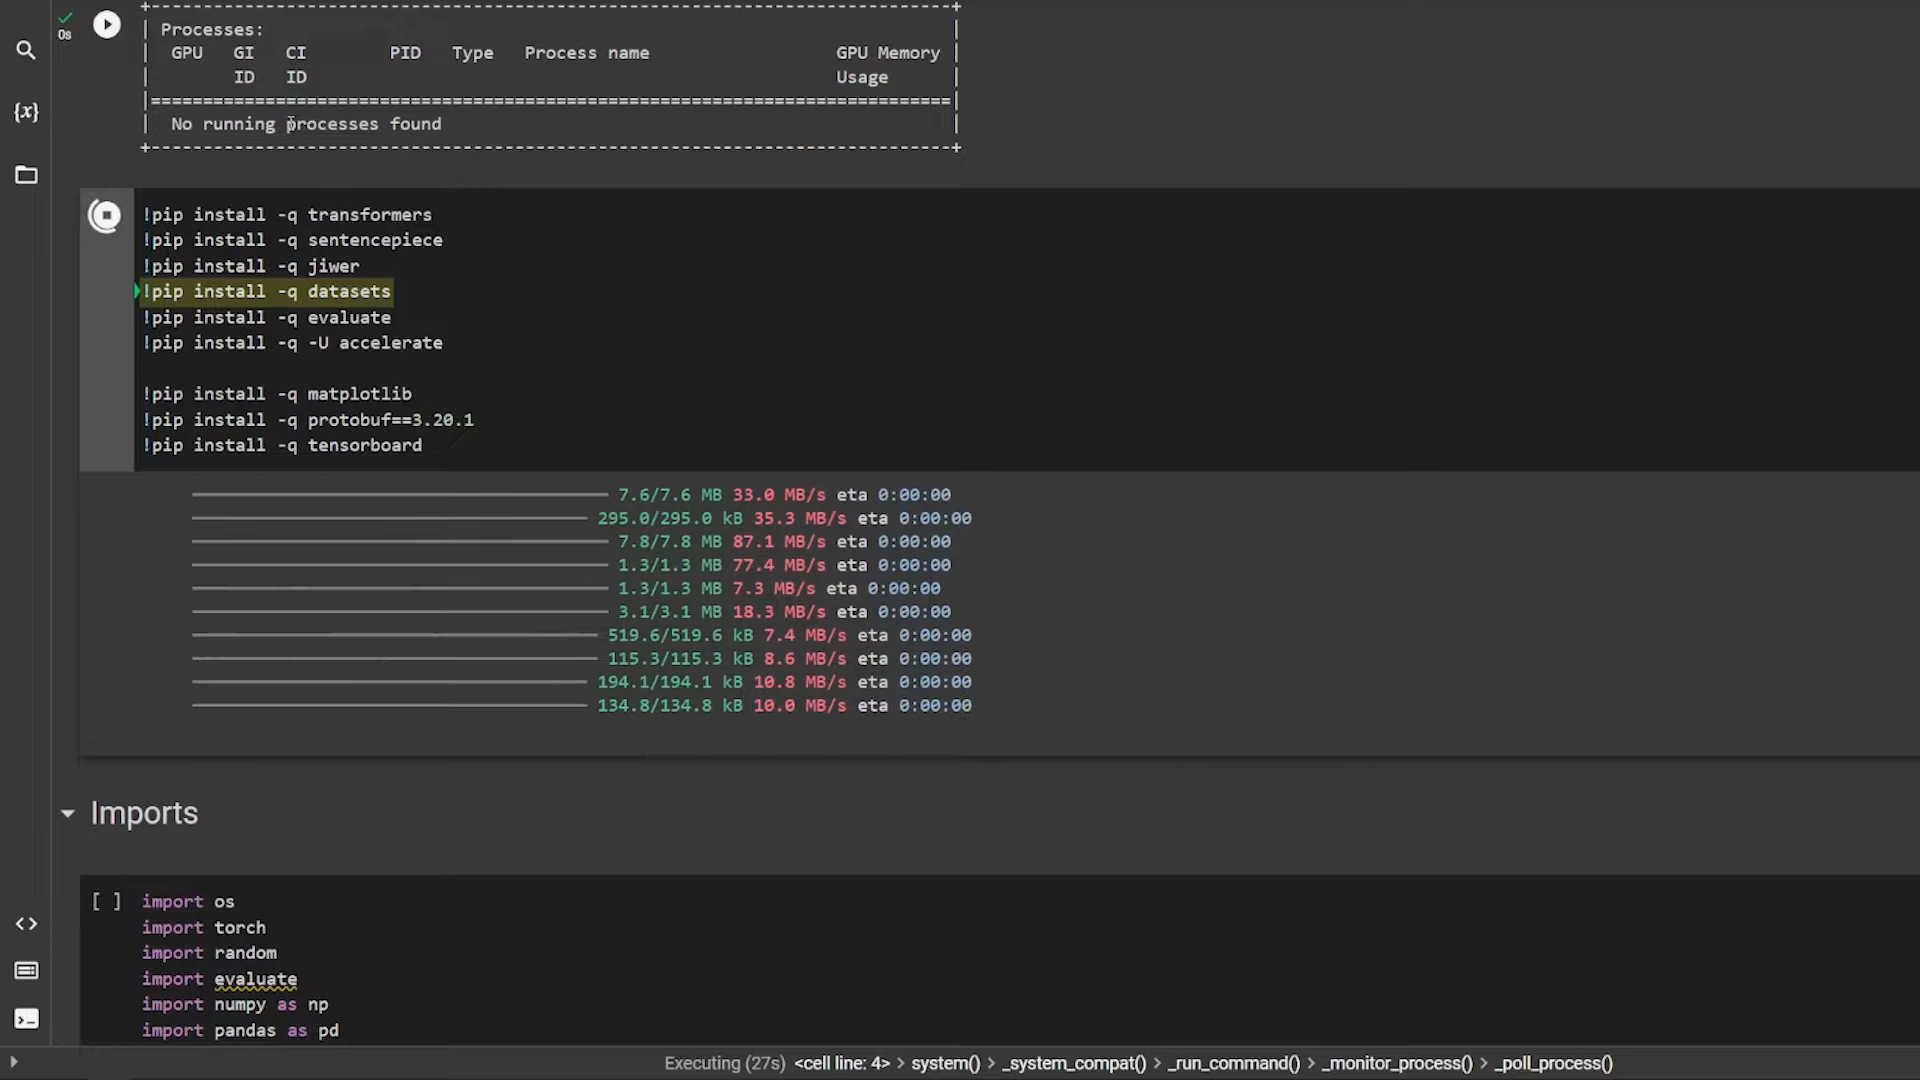 Processes:
GPU GI CI PID Type Process name GPU Memory
ID ID Usage
No running processes found
0s
{x}
!pip install -q transformers
!pip install -q sentencepiece
!pip install -q jiwer
!pip install -q datasets
!pip install -q evaluate
!pip install -q -U accelerate
!pip install -q matplotlib
!pip install -q protobuf==3.20.1
!pip install -q tensorboard
7.6/7.6 MB 33.0 MB/s eta 0:00:00
295.0/295.0 kB 35.3 MB/s eta 0:00:00
7.8/7.8 MB 87.1 MB/s eta 0:00:00
1.3/1.3 MB 77.4 MB/s eta 0:00:00
1.3/1.3 MB 7.3 MB/s eta 0:00:00
3.1/3.1 MB 18.3 MB/s eta 0:00:00
519.6/519.6 kB 7.4 MB/s eta 0:00:00
115.3/115.3 kB 8.6 MB/s eta 0:00:00
194.1/194.1 kB 10.8 MB/s eta 0:00:00
134.8/134.8 kB 10.0 MB/s eta 0:00:00
Imports
[ ] import os
import torch
import random
import evaluate
import numpy as np
import pandas as pd
Executing (27s) <cell line: 4> > system() > _system_compat() > _run_command() > _monitor_process() > _poll_process()